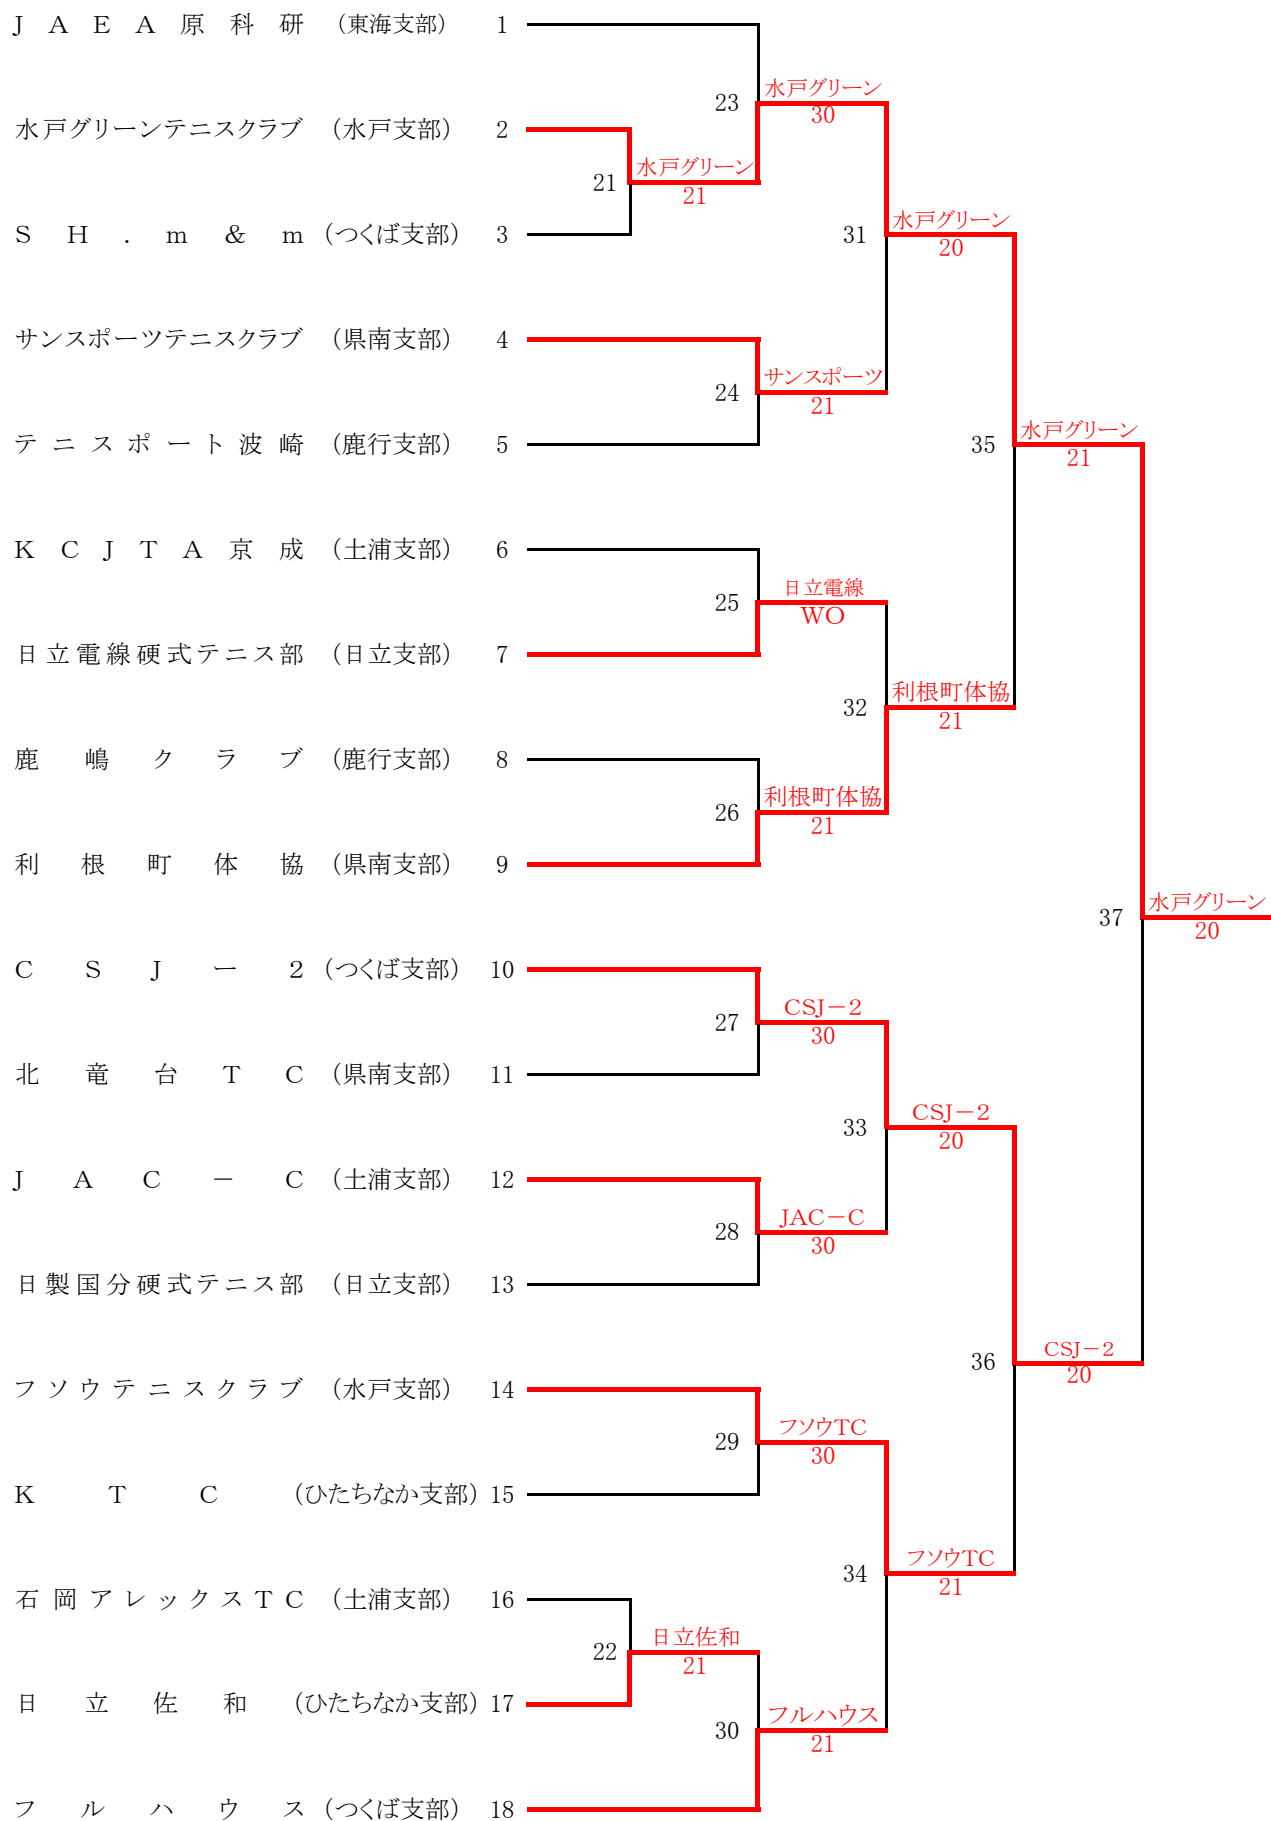 JAEA原科研 (東海支部) 1
水戸グリーン
23
30
水戸グリーンテニスクラブ (水戸支部) 2
水戸グリーン
21
21
SH.m&m (つくば支部) 3
水戸グリーン
31
20
サンスポーツテニスクラブ (県南支部) 4
サンスポーツ
24
21
テニスポート波崎 (鹿行支部) 5
水戸グリーン
35
21
KCJTA京成 (土浦支部) 6
日立電線
25
WO
日立電線硬式テニス部 (日立支部) 7
利根町体協
32
21
鹿嶋クラブ (鹿行支部) 8
利根町体協
26
21
利根町体協 (県南支部) 9
水戸グリーン
37
20
CSJー2 (つくば支部) 10
CSJ−2
27
30
北竜台TC (県南支部) 11
CSJ−2
33
20
JAC−C (土浦支部) 12
JAC−C
28
30
日製国分硬式テニス部 (日立支部) 13
CSJ−2
36
20
フソウテニスクラブ (水戸支部) 14
フソウTC
29
30
KTC (ひたちなか支部) 15
フソウTC
34
21
石岡アレックスTC (土浦支部) 16
日立佐和
22
21
日立佐和 (ひたちなか支部) 17
フルハウス
30
21
フルハウス (つくば支部) 18